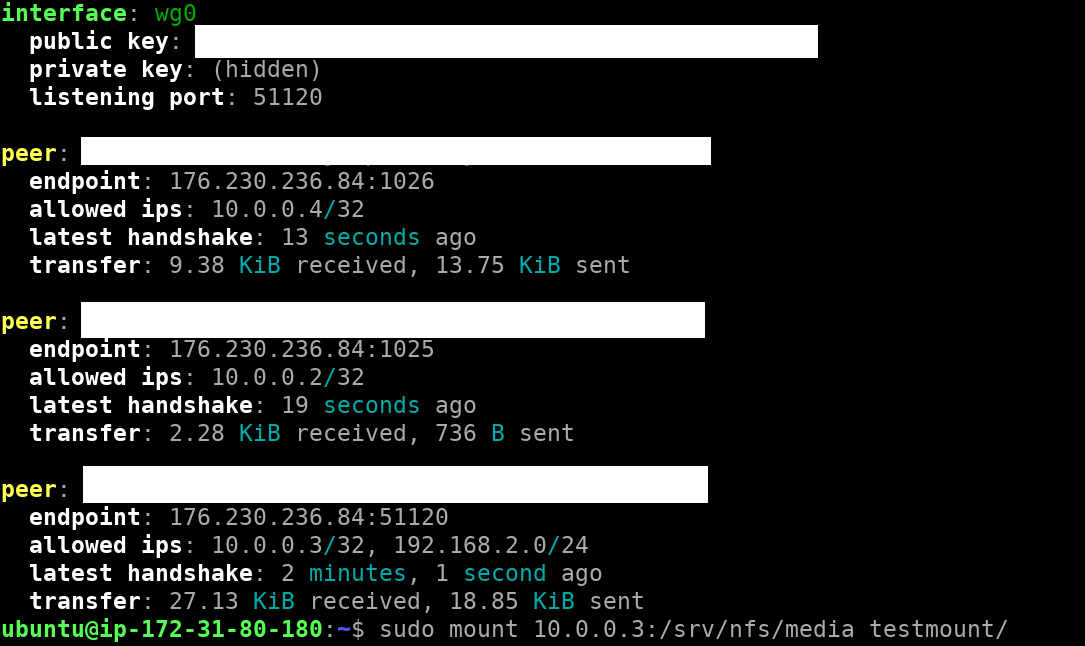 interface: wg0
public key:
private key: (hidden)
listening port: 51120
peer:
endpoint: 176.230.236.84:1026
allowed ips: 10.0.0.4/32
latest handshake: 13 seconds ago
transfer: 9.38 KiB received, 13.75 KiB sent
peer:
endpoint: 176.230.236.84:1025
allowed ips: 10.0.0.2/32
latest handshake: 19 seconds ago
transfer: 2.28 KiB received, 736 B sent
peer:
endpoint: 176.230.236.84:51120
allowed ips: 10.0.0.3/32, 192.168.2.0/24
latest handshake: 2 minutes, 1 second ago
transfer: 27.13 KiB received, 18.85 KiB sent
ubuntu@ip-172-31-80-180:~$ sudo mount 10.0.0.3:/srv/nfs/media testmount/